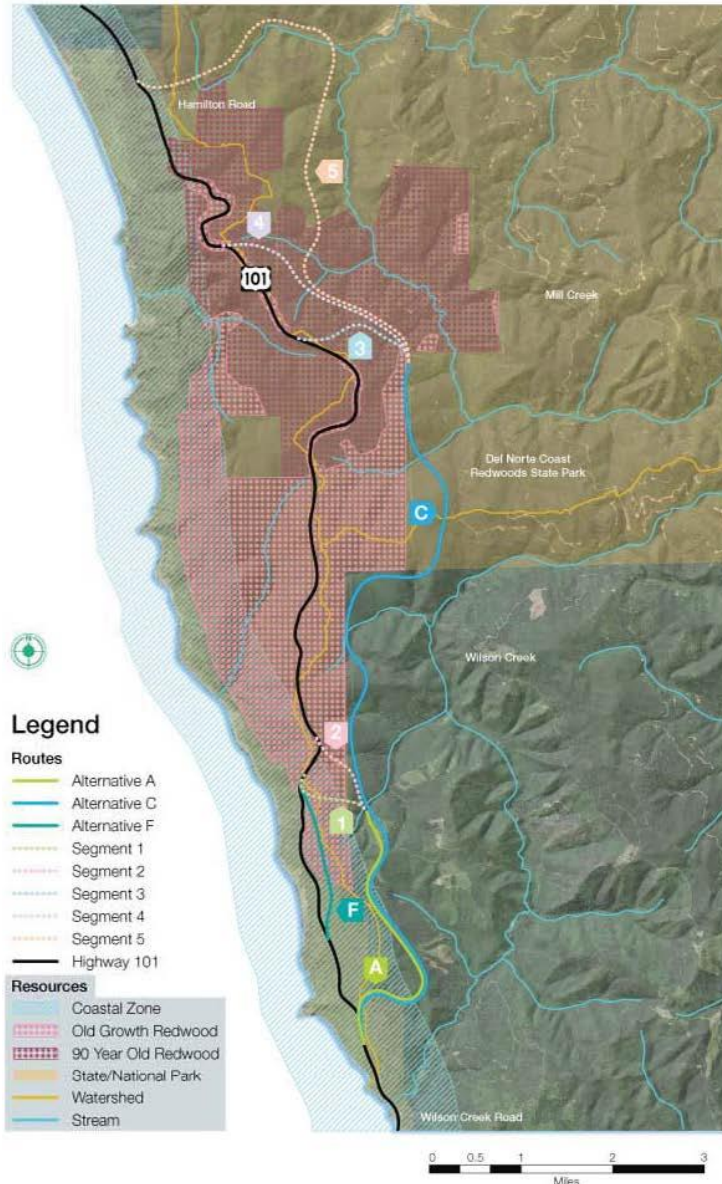 Hamilton Road
5
4
101
3
Mill Creek
Del Norte Coast
Redwoods State Park
C
N
Wilson Creek
2
1
F
A
Wilson Creek Road
Legend
Routes
Alternative A
Alternative C
Alternative F
Segment 1
Segment 2
Segment 3
Segment 4
Segment 5
Highway 101
Resources
Coastal Zone
Old Growth Redwood
90 Year Old Redwood
State/National Park
Watershed
Stream
0 0.5 1 2 3
Miles